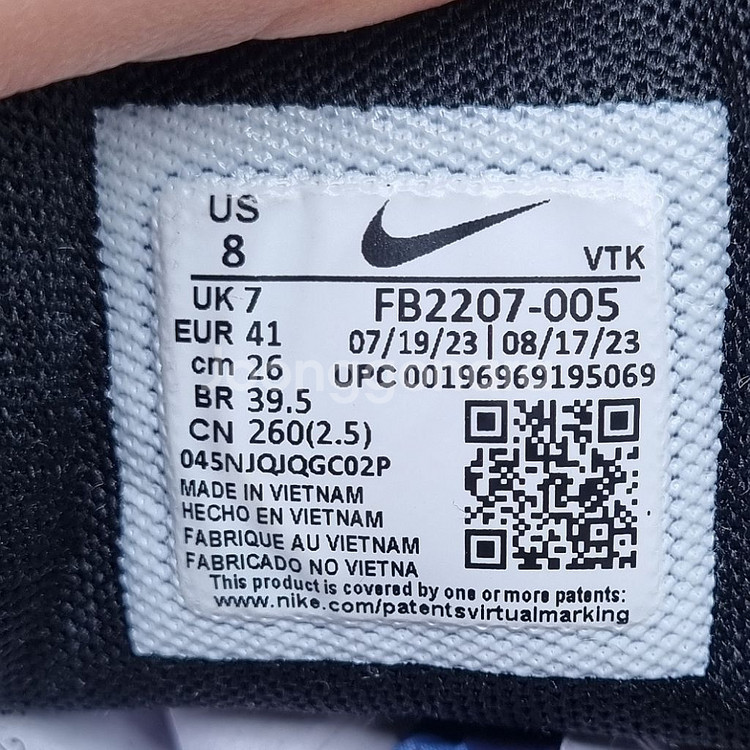 US
8
VTK
UK 7
FB2207-005
EUR 41
07/19/23 | 08/17/23
cm 26
UPC 00196969195069
BR 39.5
CN 260(2.5)
045NJQJQGC02P
MADE IN VIETNAM
HECHO EN VIETNAM
FABRIQUE AU VIETNAM
FABRICADO NO VIETNA
This product is covered by one or more patents:
www.nike.com/patentsvirtualmarking